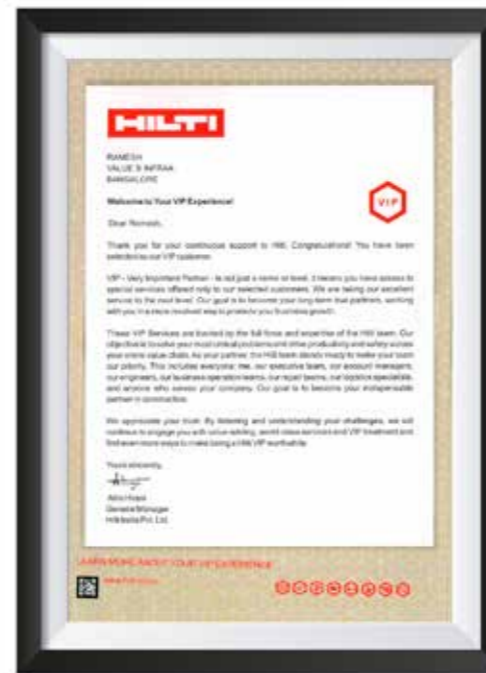 HILTI
RAMESH
VALUE D INFRAA
BANGALORE
VIP
Welcome to Your VIP Experience!
Dear Ramesh,
Thank you for your continuous support to Hilti. Congratulations! You have been
selected as our VIP customer.
VIP - Very Important Partner - is not just a name or level, it means you have access to
special services offered only to our selected customers. We are taking our excellent
service to the next level. Our goal is to become your long-term true partners, working
with you in a more involved way to protect your business growth.
These VIP Services are backed by the full force and expertise of the Hilti team. Our
objective is to solve your most critical problems and drive productivity and safety across
your entire value chain. As your partner, the Hilti team stands ready to make your team
our priority. This includes everyone: me, our executive team, our account managers,
our engineers, our business operation teams, our repair teams, our logistics specialists,
and anyone who serves your company. Our goal is to become your indispensable
partner in construction.
We appreciate your trust. By listening and understanding your challenges, we will
continue to engage you with value-adding, world-class services and VIP treatment and
find even more ways to make being a Hilti VIP worthwhile.
Yours sincerely,
General Manager
Hilti India Pvt. Ltd.
LEARN MORE ABOUT YOUR VIP EXPERIENCE